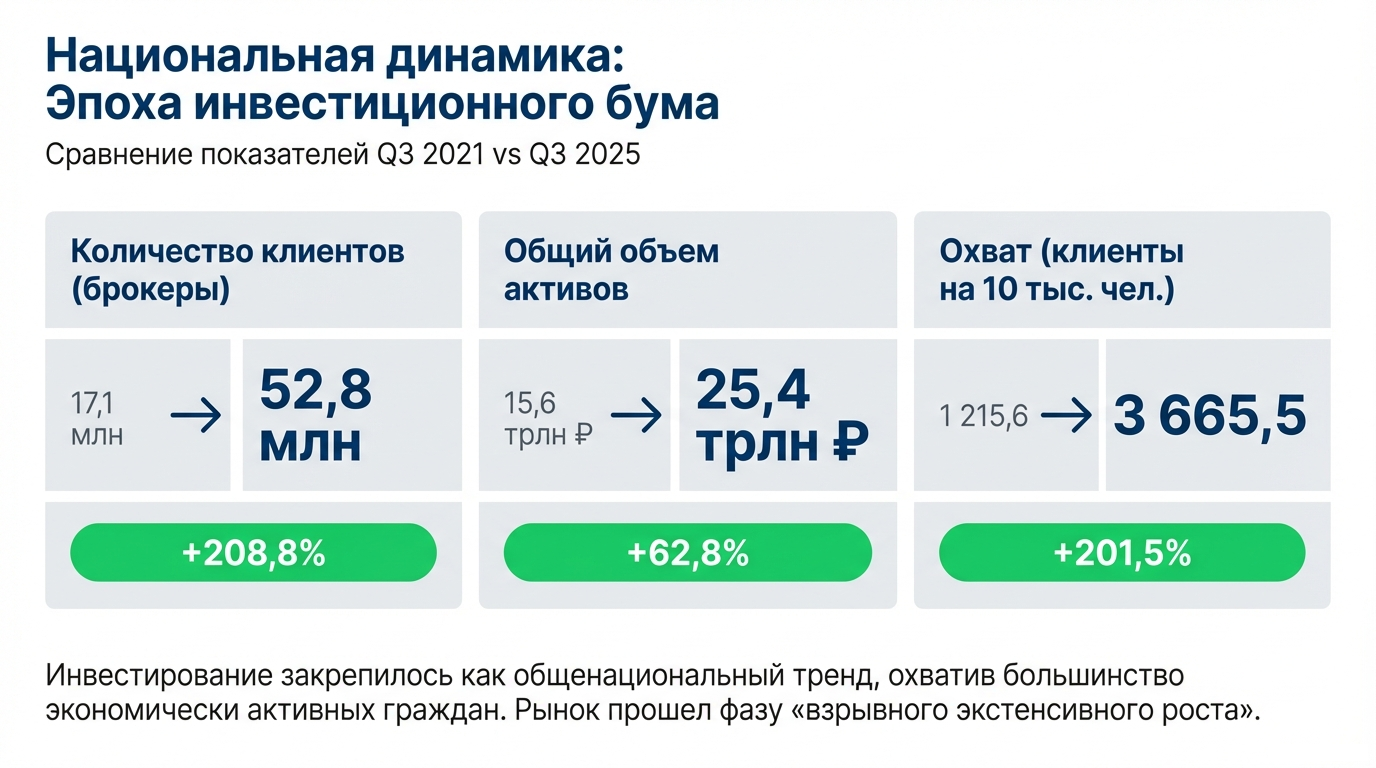 Национальная динамика:
Эпоха инвестиционного бума
Сравнение показателей Q3 2021 vs Q3 2025
Количество клиентов
(брокеры)
17,1
млн
52,8
млн
+208,8%
Общий объем
активов
15,6
трлн ₽
25,4
трлн ₽
+62,8%
Охват (клиенты
на 10 тыс. чел.)
1 215,6
3 665,5
+201,5%
Инвестирование закрепилось как общенациональный тренд, охватив большинство
экономически активных граждан. Рынок прошел фазу «взрывного экстенсивного роста».